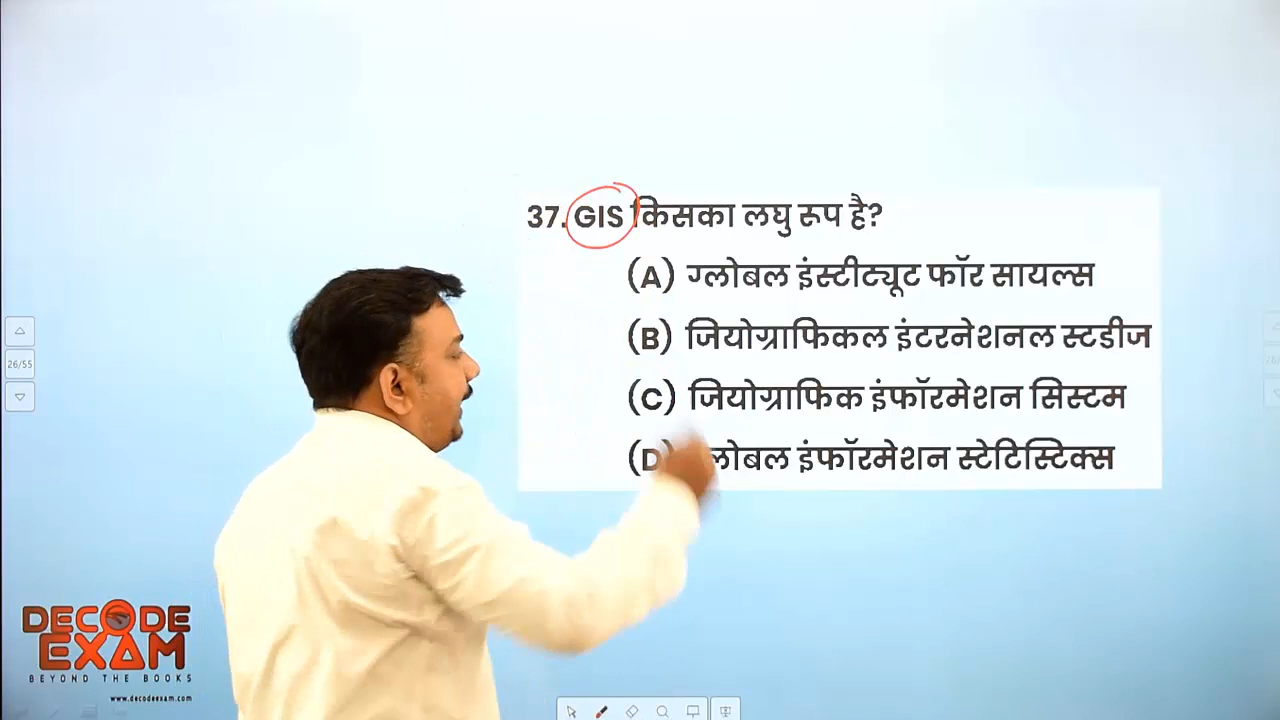 37. GIS किसका लघु रूप है?
(A) ग्लोबल इंस्टीट्यूट फॉर सायल्स
(B) जियोग्राफिकल इंटरनेशनल स्टडीज
(C) जियोग्राफिक इंफॉरमेशन सिस्टम
(D) ग्लोबल इंफॉरमेशन स्टेटिस्टिक्स
26/55
DECODE
EXAM
BEYOND THE BOOKS
www.decodeexam.com